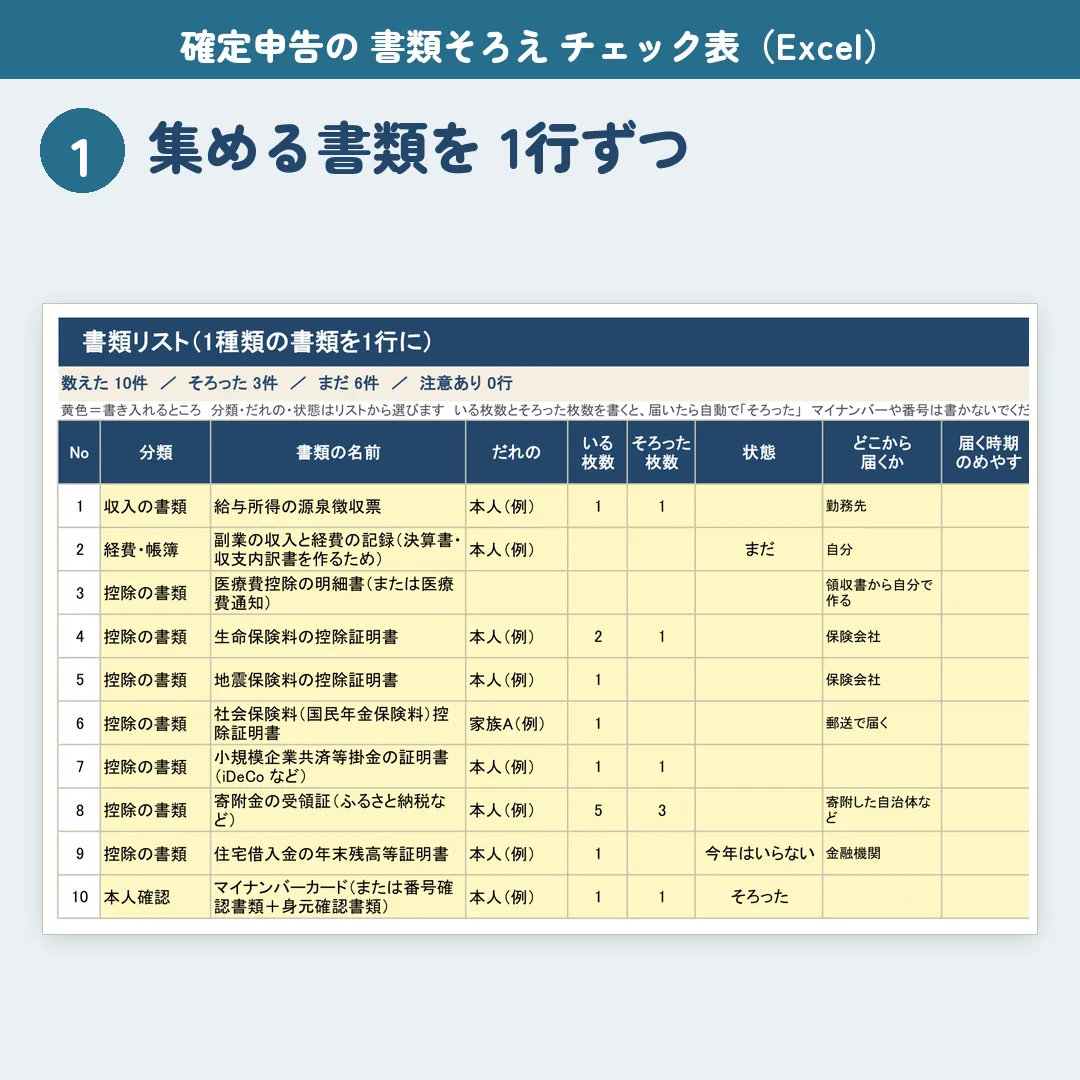 確定申告の 書類そろえ チェック表（Excel）
1 集める書類を 1行ずつ
書類リスト（1種類の書類を1行に）
数えた 10件 ／ そろった 3件 ／ まだ 6件 ／ 注意あり 0行
黄色＝書き入れるところ 分類・だれの・状態はリストから選びます いる枚数とそろった枚数を書くと、届いたら自動で「そろった」 マイナンバーや番号は書かないでくだ
No 分類 書類の名前 だれの いる枚数 そろった枚数 状態 どこから届くか 届く時期のめやす
1 収入の書類 給与所得の源泉徴収票 本人（例） 1 1 勤務先
2 経費・帳簿 副業の収入と経費の記録（決算書・収支内訳書を作るため） 本人（例） まだ 自分
3 控除の書類 医療費控除の明細書（または医療費通知） 領収書から自分で作る
4 控除の書類 生命保険料の控除証明書 本人（例） 2 1 保険会社
5 控除の書類 地震保険料の控除証明書 本人（例） 1 保険会社
6 控除の書類 社会保険料（国民年金保険料）控除証明書 家族A（例） 1 郵送で届く
7 控除の書類 小規模企業共済等掛金の証明書（iDeCo など） 本人（例） 1 1
8 控除の書類 寄附金の受領証（ふるさと納税など） 本人（例） 5 3 寄附した自治体など
9 控除の書類 住宅借入金の年末残高等証明書 本人（例） 1 今年はいらない 金融機関
10 本人確認 マイナンバーカード（または番号確認書類＋身元確認書類） 本人（例） 1 1 そろった